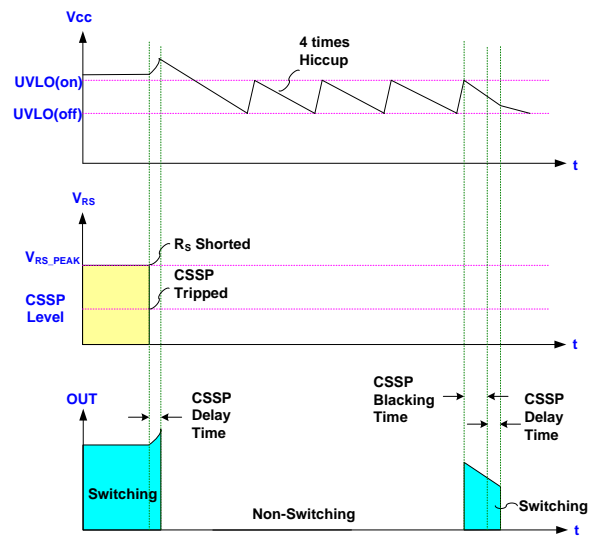 Vcc
4 times
Hiccup
UVLO(on)
UVLO(off)
t
VRS
RS Shorted
VRS_PEAK
CSSP
Tripped
CSSP
Level
t
OUT
CSSP
Delay
Time
CSSP
Blacking
Time
CSSP
Delay
Time
Switching
Non-Switching
Switching
t